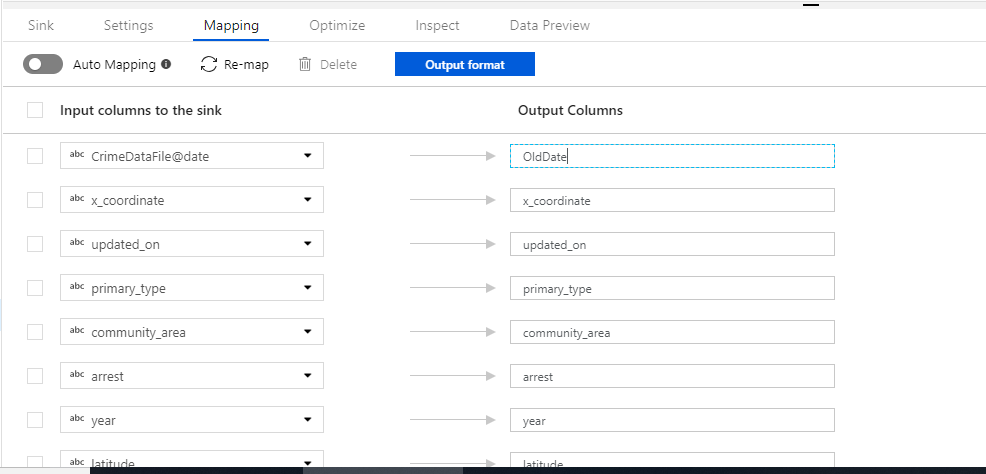 Sink Settings Mapping Optimize Inspect Data Preview
Auto Mapping Re-map Delete Output format
Input columns to the sink Output Columns
abc CrimeDataFile@date OldDate
abc x_coordinate x_coordinate
abc updated_on updated_on
abc primary_type primary_type
abc community_area community_area
abc arrest arrest
abc year year
abc latitude latitude